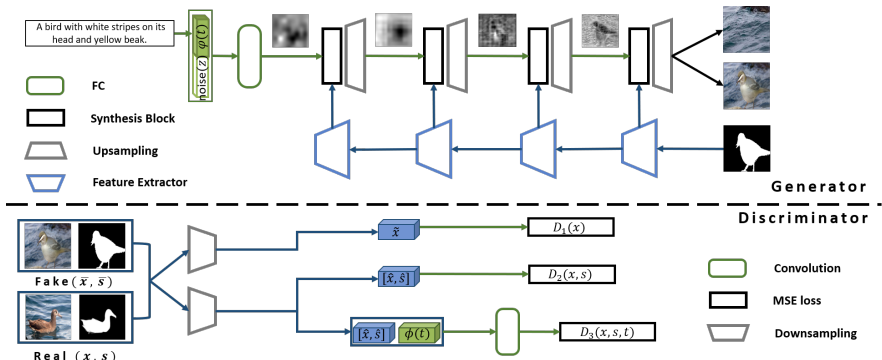 A bird with white stripes on its
head and yellow beak.
noise(z) ϕ(t)
FC
Synthesis Block
Upsampling
Feature Extractor
Generator
Discriminator
Fake(x̄, s̄)
Real (x, s)
x̃
[x̂, ŝ]
[x̂, ŝ] ϕ(t)
D₁(x)
D₂(x, s)
D₃(x, s, t)
Convolution
MSE loss
Downsampling